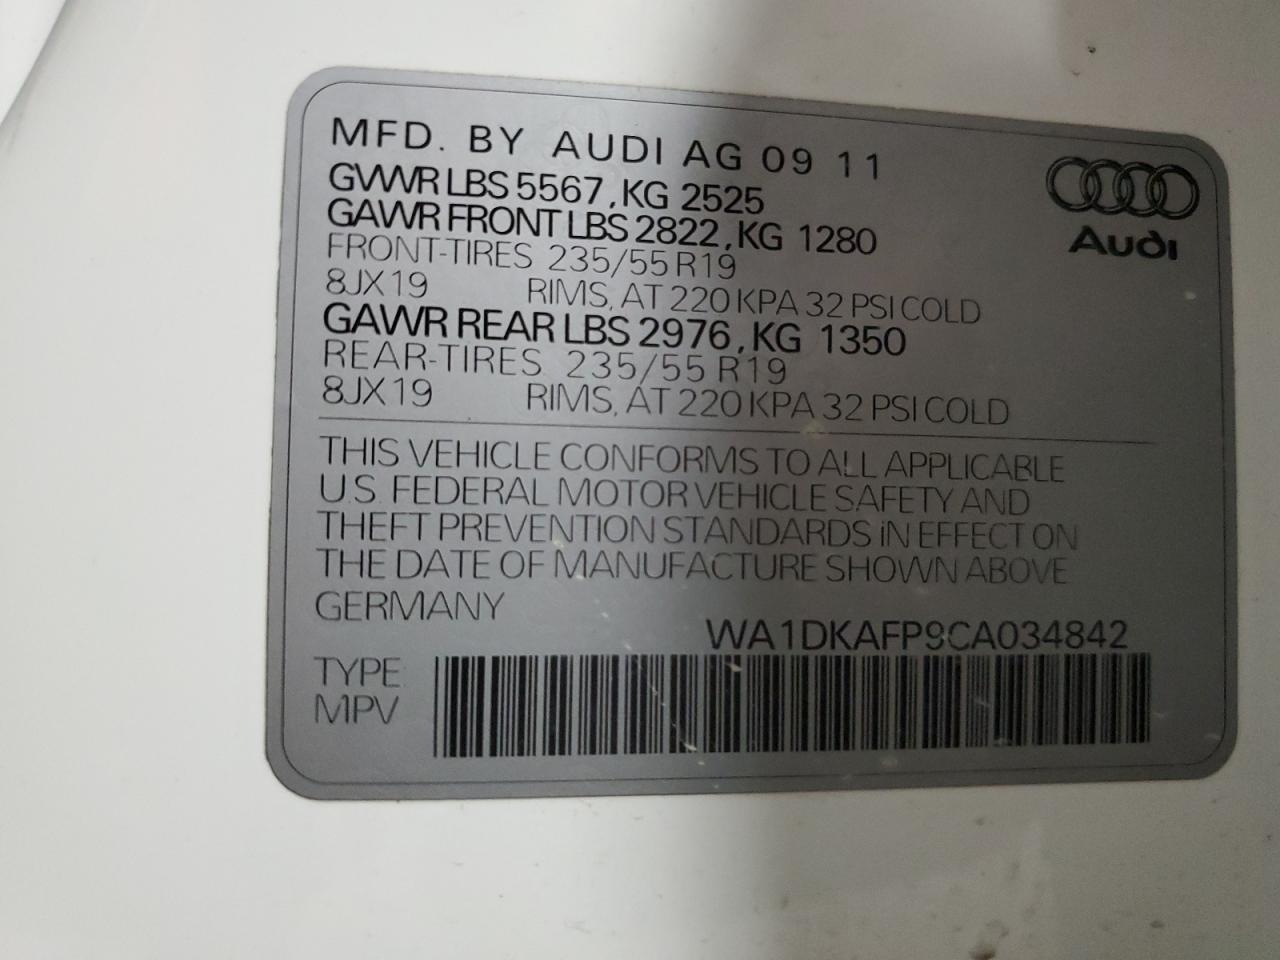 MFD. BY AUDI AG 09 11
GVWR LBS 5567, KG 2525
GAWR FRONT LBS 2822, KG 1280
FRONT-TIRES 235/55 R19
8JX19 RIMS, AT 220 KPA 32 PSI COLD
GAWR REAR LBS 2976, KG 1350
REAR-TIRES 235/55 R19
8JX19 RIMS, AT 220 KPA 32 PSI COLD
Audi
THIS VEHICLE CONFORMS TO ALL APPLICABLE
U.S. FEDERAL MOTOR VEHICLE SAFETY AND
THEFT PREVENTION STANDARDS IN EFFECT ON
THE DATE OF MANUFACTURE SHOWN ABOVE
GERMANY
WA1DKAFP9CA034842
TYPE
MPV